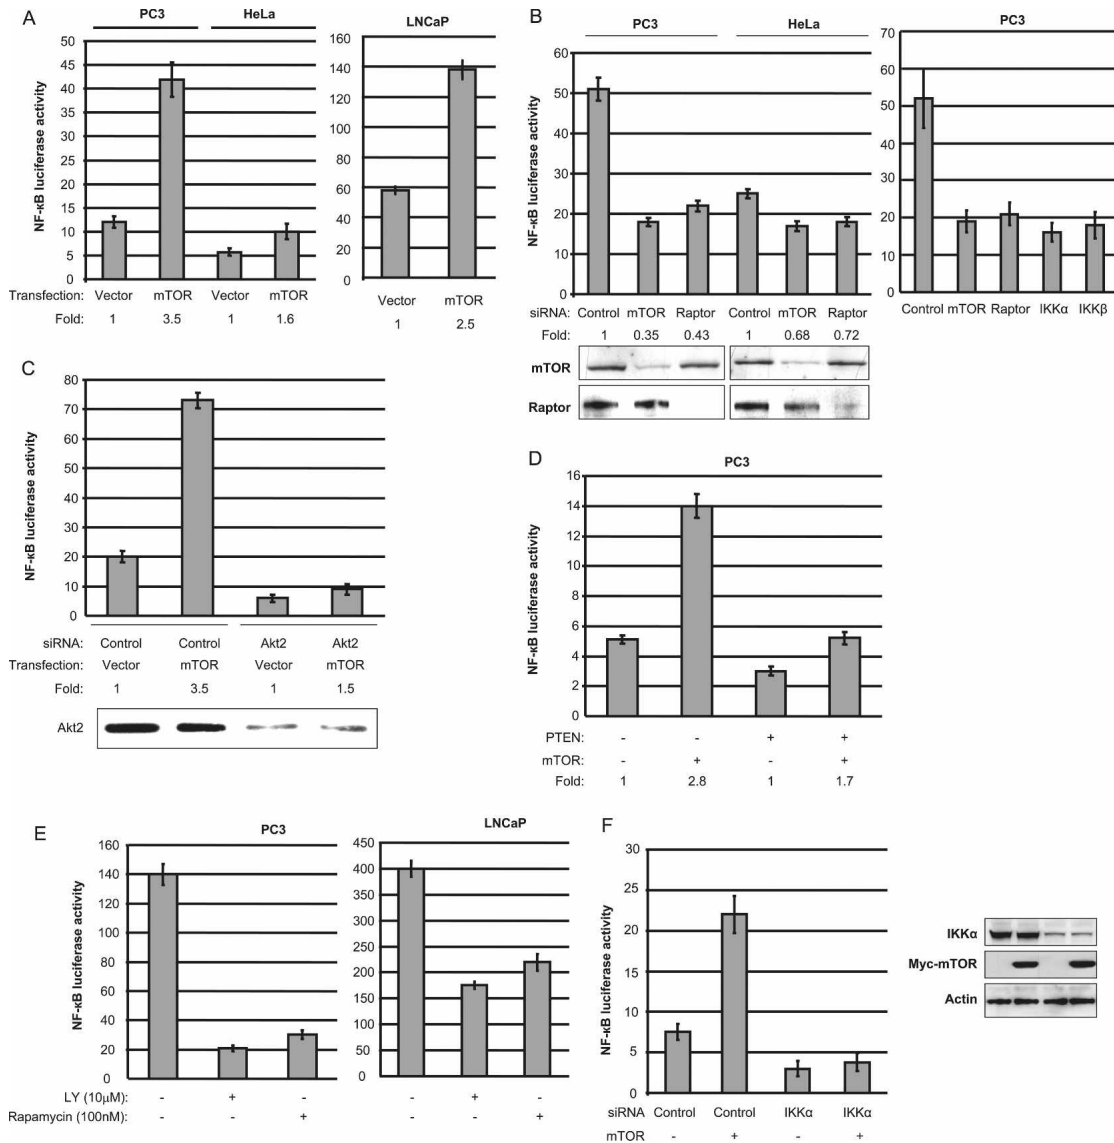 A
PC3 HeLa
LNCaP
NF-κB luciferase activity
50
45
40
35
30
25
20
15
10
5
0
160
140
120
100
80
60
40
20
0
Transfection: Vector mTOR Vector mTOR Vector mTOR
Fold: 1 3.5 1 1.6 1 2.5
B
PC3 HeLa PC3
NF-κB luciferase activity
60
50
40
30
20
10
0
70
60
50
40
30
20
10
0
siRNA: Control mTOR Raptor Control mTOR Raptor
Control mTOR Raptor IKKα IKKβ
Fold: 1 0.35 0.43 1 0.68 0.72
mTOR
Raptor
C
NF-κB luciferase activity
80
70
60
50
40
30
20
10
0
siRNA: Control Control Akt2 Akt2
Transfection: Vector mTOR Vector mTOR
Fold: 1 3.5 1 1.5
Akt2
D
PC3
NF-κB luciferase activity
16
14
12
10
8
6
4
2
0
PTEN: - - + +
mTOR: - + - +
Fold: 1 2.8 1 1.7
E
PC3
LNCaP
NF-κB luciferase activity
160
140
120
100
80
60
40
20
0
450
400
350
300
250
200
150
100
50
0
LY (10μM) - + - - + -
Rapamycin (100nM) - - + - - +
F
NF-κB luciferase activity
30
25
20
15
10
5
0
siRNA Control Control IKKα IKKα
mTOR - + - +
IKKα
Myc-mTOR
Actin